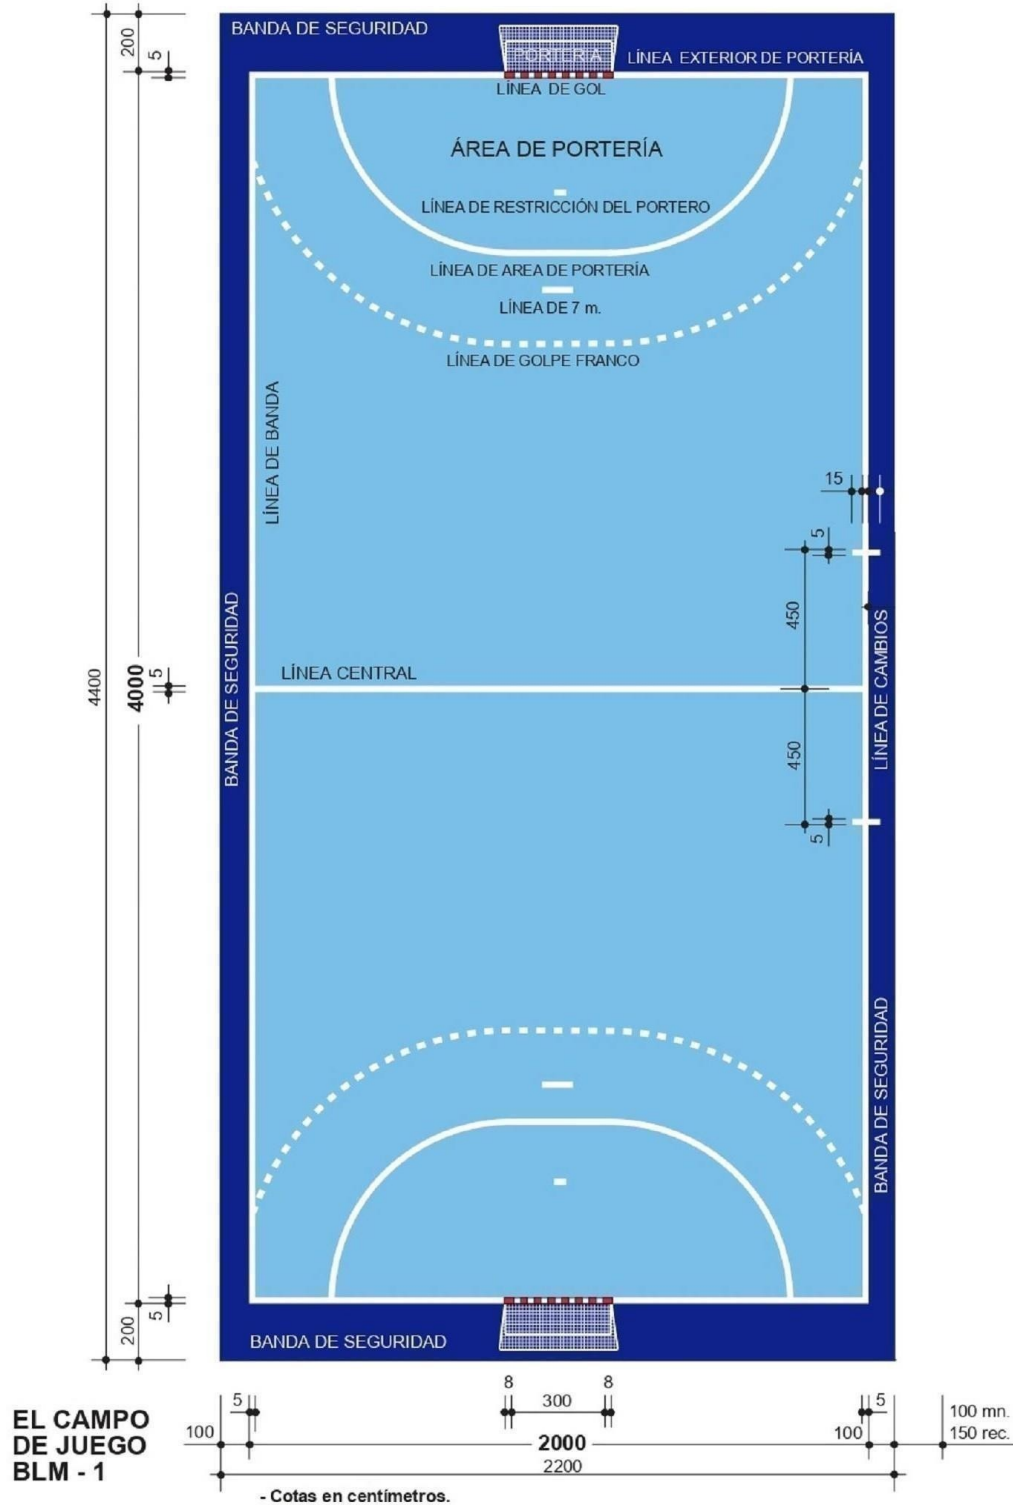 200
5
BANDA DE SEGURIDAD
PORTERÍA
LÍNEA EXTERIOR DE PORTERÍA
LÍNEA DE GOL
ÁREA DE PORTERÍA
LÍNEA DE RESTRICCIÓN DEL PORTERO
LÍNEA DE AREA DE PORTERÍA
LÍNEA DE 7 m.
LÍNEA DE GOLPE FRANCO
LÍNEA DE BANDA
15
5
450
BANDA DE SEGURIDAD
LÍNEA DE CAMBIOS
4400
4000
5
LÍNEA CENTRAL
450
5
BANDA DE SEGURIDAD
200
5
BANDA DE SEGURIDAD
8
8
5
300
5
100
2000
100
100 mn.
150 rec.
2200
EL CAMPO
DE JUEGO
BLM - 1
- Cotas en centímetros.